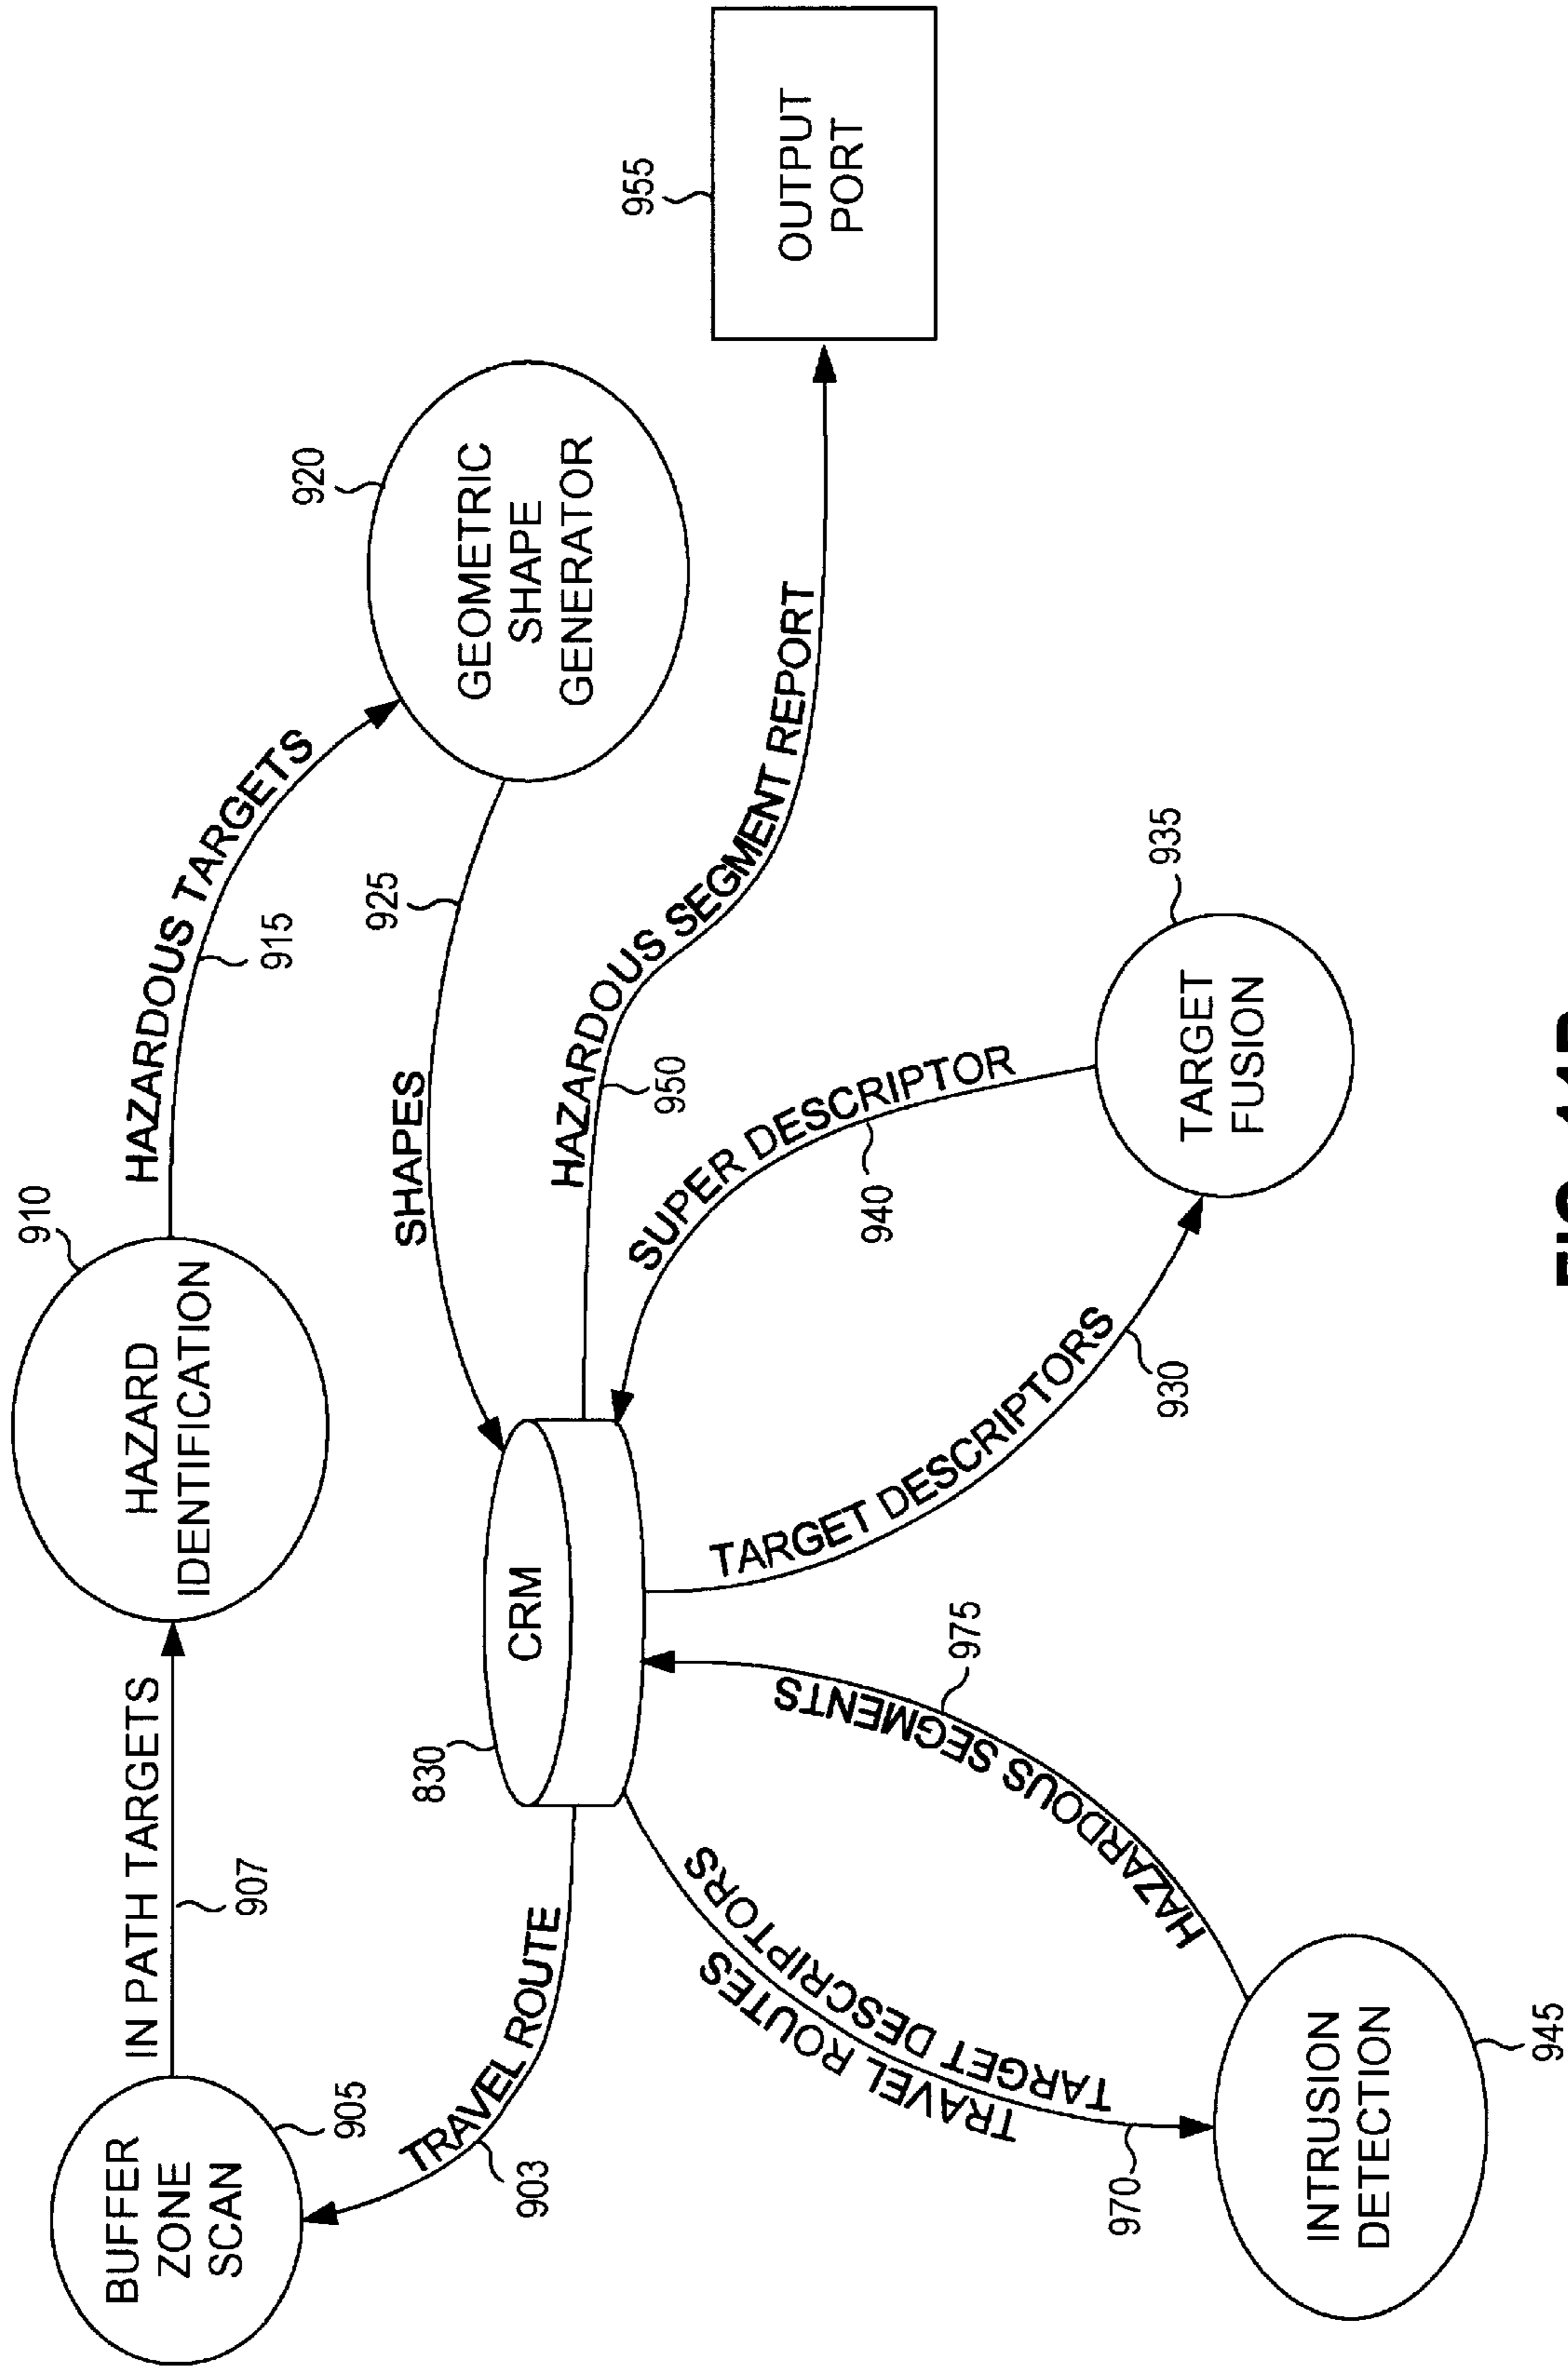 BUFFER
ZONE
SCAN
905
IN PATH TARGETS
907
HAZARD
IDENTIFICATION
910
HAZARDOUS TARGETS
915
GEOMETRIC
SHAPE
GENERATOR
920
SHAPES
925
TRAVEL ROUTE
903
CRM
830
HAZARDOUS SEGMENT REPORT
950
OUTPUT
PORT
955
SUPER DESCRIPTOR
940
TARGET DESCRIPTORS
930
TARGET
FUSION
935
TRAVEL ROUTES
TARGET DESCRIPTORS
970
HAZARDOUS SEGMENTS
975
INTRUSION
DETECTION
945